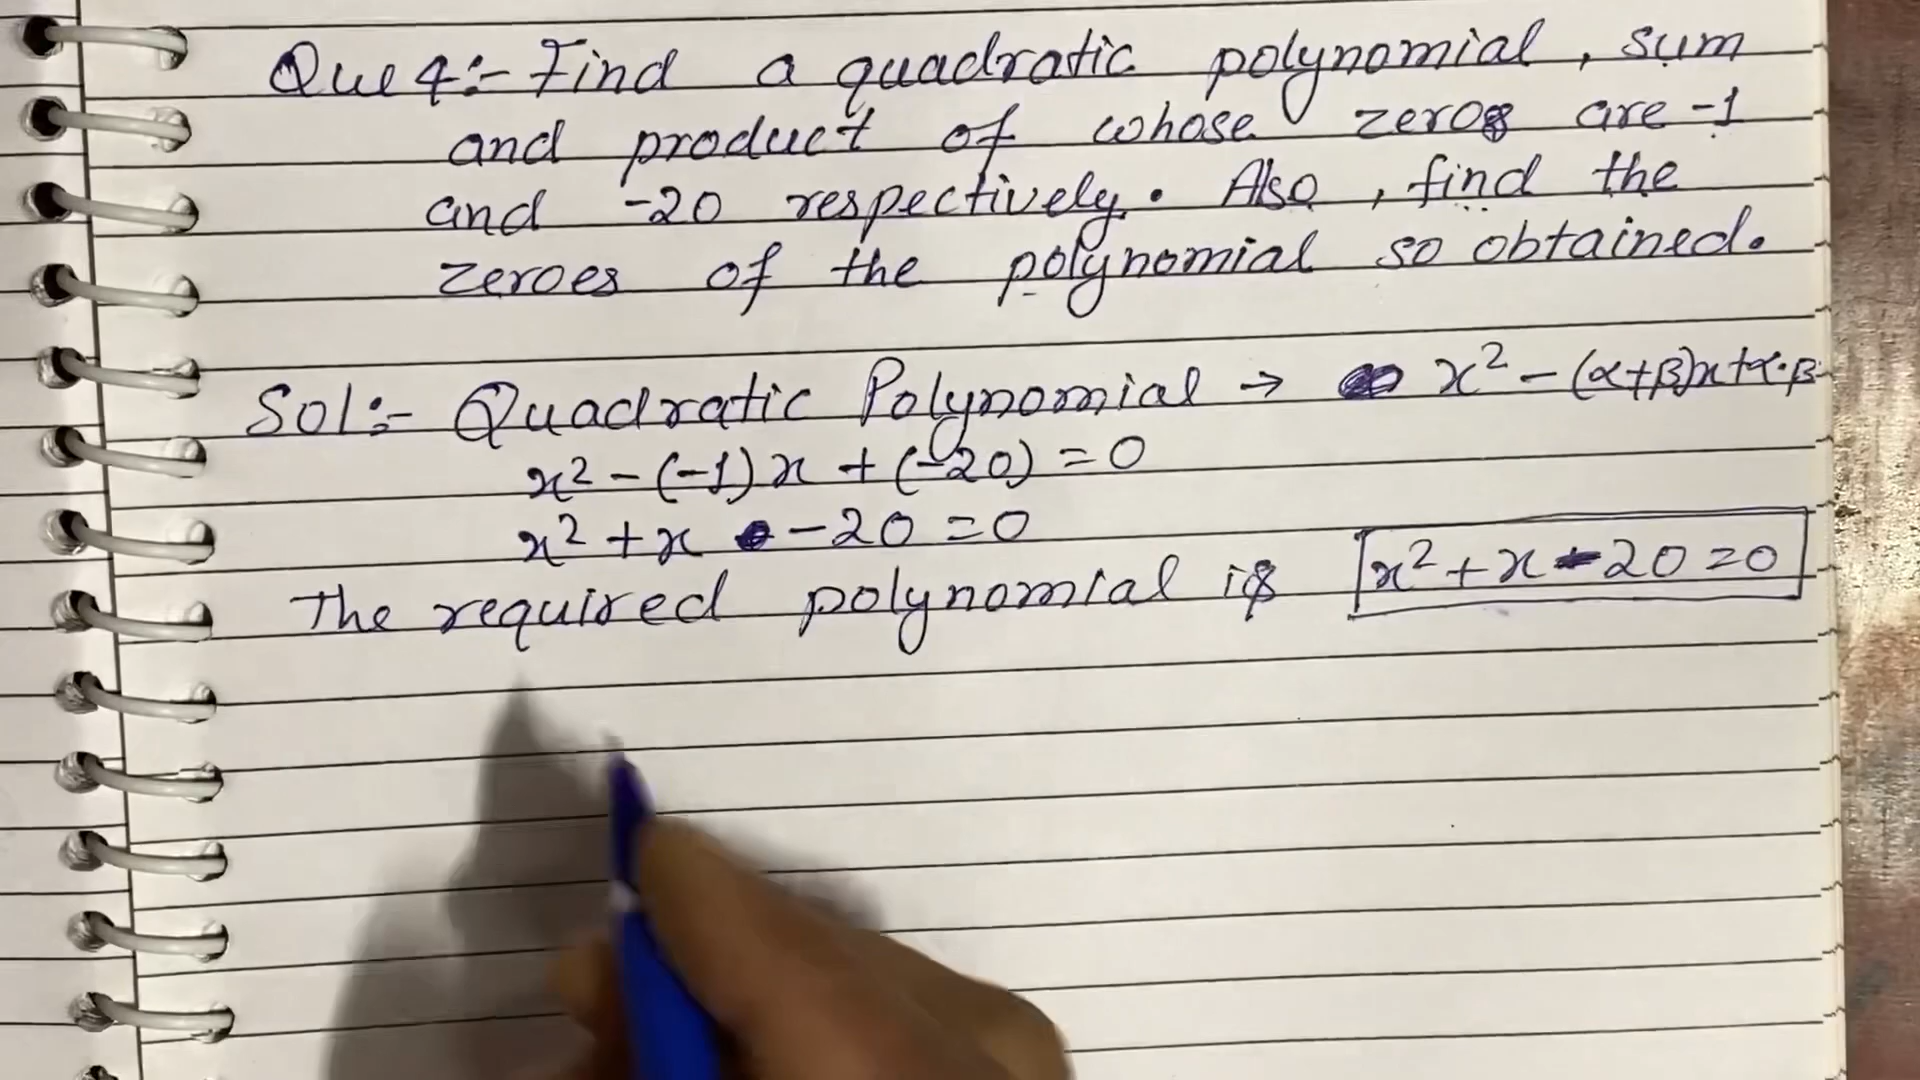 Que 4:- Find a quadratic polynomial, sum
and product of whose zeros are -1
and -20 respectively. Also, find the
zeroes of the polynomial so obtained.
Sol:- Quadratic Polynomial → x² - (α+β)x+α·β
x² - (-1)x + (-20) = 0
x² + x - 20 = 0
The required polynomial is x² + x - 20 = 0